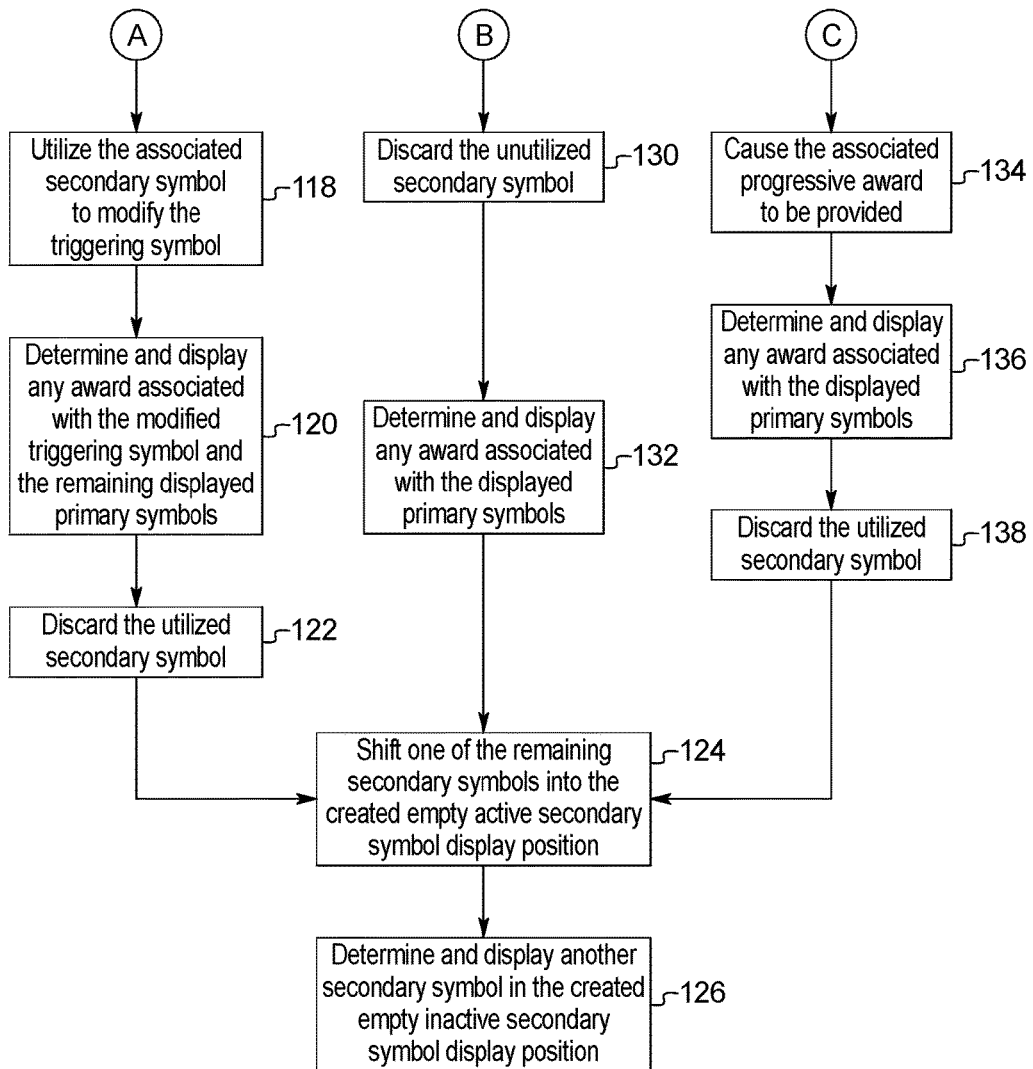 A
B
C
Utilize the associated
secondary symbol
to modify the
triggering symbol
118
Determine and display
any award associated
with the modified
triggering symbol and
the remaining displayed
primary symbols
120
Discard the utilized
secondary symbol
122
Discard the unutilized
secondary symbol
130
Determine and display
any award associated
with the displayed
primary symbols
132
Cause the associated
progressive award
to be provided
134
Determine and display
any award associated
with the displayed
primary symbols
136
Discard the utilized
secondary symbol
138
Shift one of the remaining
secondary symbols into the
created empty active secondary
symbol display position
124
Determine and display another
secondary symbol in the created
empty inactive secondary
symbol display position
126